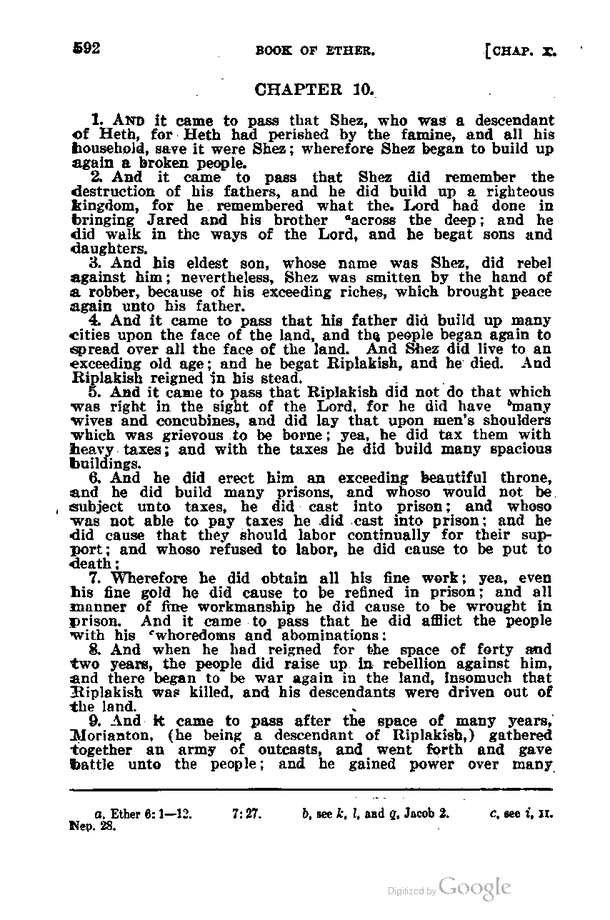 592 BOOK OF ETHER. [CHAP. X.
CHAPTER 10.
1. AND it came to pass that Shez, who was a descendant
of Heth, for Heth had perished by the famine, and all his
household, save it were Shez; wherefore Shez began to build up
again a broken people.
2. And it came to pass that Shez did remember the
destruction of his fathers, and he did build up a righteous
kingdom, for he remembered what the Lord had done in
bringing Jared and his brother ᵃacross the deep; and he
did walk in the ways of the Lord, and he begat sons and
daughters.
3. And his eldest son, whose name was Shez, did rebel
against him; nevertheless, Shez was smitten by the hand of
a robber, because of his exceeding riches, which brought peace
again unto his father.
4. And it came to pass that his father did build up many
cities upon the face of the land, and the people began again to
spread over all the face of the land. And Shez did live to an
exceeding old age; and he begat Riplakish, and he died. And
Riplakish reigned in his stead.
5. And it came to pass that Riplakish did not do that which
was right in the sight of the Lord, for he did have ᵇmany
wives and concubines, and did lay that upon men's shoulders
which was grievous to be borne; yea, he did tax them with
heavy taxes; and with the taxes he did build many spacious
buildings.
6. And he did erect him an exceeding beautiful throne,
and he did build many prisons, and whoso would not be
subject unto taxes, he did cast into prison; and whoso
was not able to pay taxes he did cast into prison; and he
did cause that they should labor continually for their sup-
port; and whoso refused to labor, he did cause to be put to
death;
7. Wherefore he did obtain all his fine work; yea, even
his fine gold he did cause to be refined in prison; and all
manner of fine workmanship he did cause to be wrought in
prison. And it came to pass that he did afflict the people
with his ᶜwhoredoms and abominations:
8. And when he had reigned for the space of forty and
two years, the people did raise up in rebellion against him,
and there began to be war again in the land, insomuch that
Riplakish was killed, and his descendants were driven out of
the land.
9. And it came to pass after the space of many years,
Morianton, (he being a descendant of Riplakish,) gathered
together an army of outcasts, and went forth and gave
battle unto the people; and he gained power over many
a, Ether 6: 1—12. 7: 27. b, see k, l, and q, Jacob 2. c, see i, II.
Nep. 28.
Digitized by Google